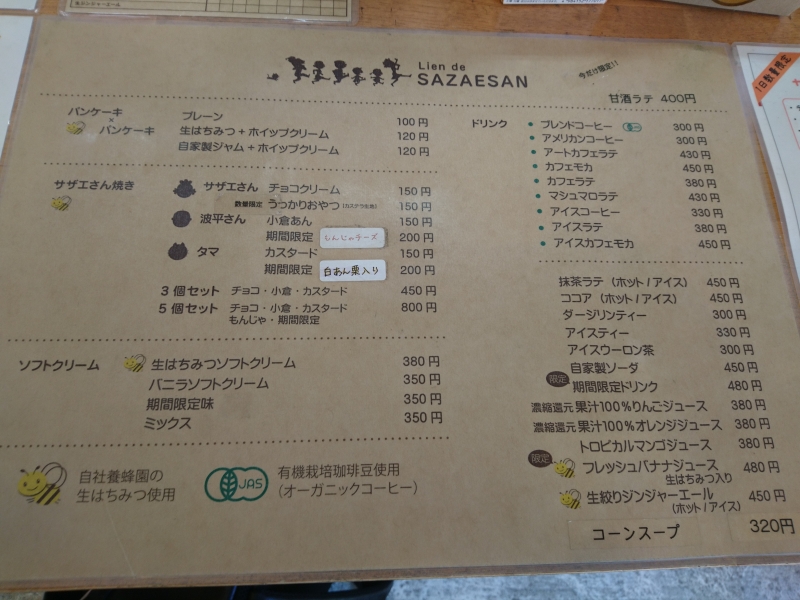 Lien de
SAZAESAN
今だけ限定!!
甘酒ラテ 400円
パンケーキ
×
パンケーキ
プレーン 100円
生はちみつ+ホイップクリーム 120円
自家製ジャム+ホイップクリーム 120円
サザエさん焼き
サザエさん チョコクリーム 150円
数量限定 うっかりおやつ 150円
波平さん 小倉あん 150円
期間限定 もんじゃチーズ 200円
タマ カスタード 150円
期間限定 白あん栗入り 200円
3個セット チョコ・小倉・カスタード 450円
5個セット チョコ・小倉・カスタード 800円
もんじゃ・期間限定
ソフトクリーム
生はちみつソフトクリーム 380円
バニラソフトクリーム 350円
期間限定味 350円
ミックス 350円
自社養蜂園の
生はちみつ使用
JAS
有機栽培珈琲豆使用
(オーガニックコーヒー)
ドリンク
ブレンドコーヒー 300円
アメリカンコーヒー 300円
アートカフェラテ 430円
カフェモカ 450円
カフェラテ 380円
マシュマロラテ 430円
アイスコーヒー 330円
アイスラテ 380円
アイスカフェモカ 450円
抹茶ラテ(ホット/アイス) 450円
ココア(ホット/アイス) 450円
ダージリンティー 300円
アイスティー 330円
アイスウーロン茶 300円
自家製ソーダ 450円
限定 期間限定ドリンク 480円
濃縮還元 果汁100%りんごジュース 380円
濃縮還元 果汁100%オレンジジュース 380円
トロピカルマンゴジュース 380円
限定 フレッシュバナナジュース 480円
生はちみつ入り
生絞りジンジャーエール 450円
(ホット/アイス)
コーンスープ 320円
1日数量限定